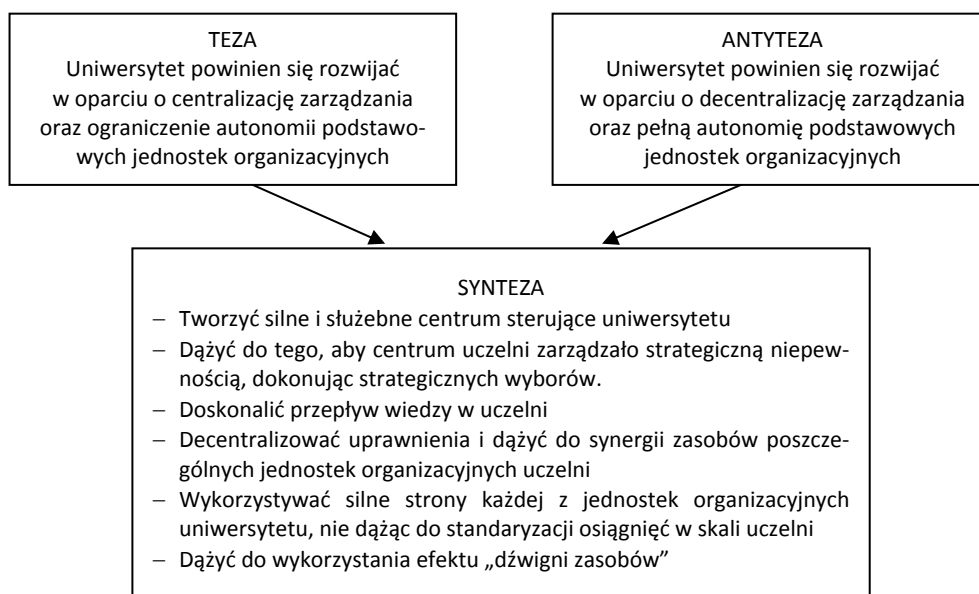 TEZA
Uniwersytet powinien się rozwijać
w oparciu o centralizację zarządzania
oraz ograniczenie autonomii podstawo-
wych jednostek organizacyjnych
ANTYTEZA
Uniwersytet powinien się rozwijać
w oparciu o decentralizację zarządzania
oraz pełną autonomię podstawowych
jednostek organizacyjnych
SYNTEZA
– Tworzyć silne i służebne centrum sterujące uniwersytetu
– Dążyć do tego, aby centrum uczelni zarządzało strategiczną niepew-
nością, dokonując strategicznych wyborów.
– Doskonalić przepływ wiedzy w uczelni
– Decentralizować uprawnienia i dążyć do synergii zasobów poszcze-
gólnych jednostek organizacyjnych uczelni
– Wykorzystywać silne strony każdej z jednostek organizacyjnych
uniwersytetu, nie dążąc do standaryzacji osiągnięć w skali uczelni
– Dążyć do wykorzystania efektu „dźwigni zasobów”